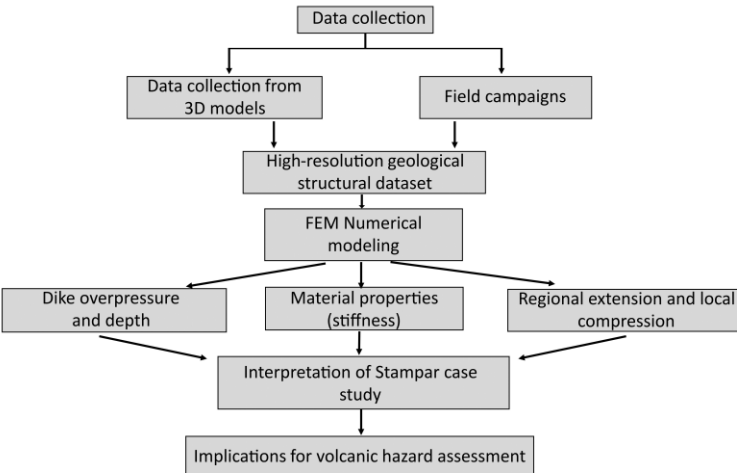 Data collection
Data collection from
3D models
Field campaigns
High-resolution geological
structural dataset
FEM Numerical
modeling
Dike overpressure
and depth
Material properties
(stiffness)
Regional extension and local
compression
Interpretation of Stampar case
study
Implications for volcanic hazard assessment